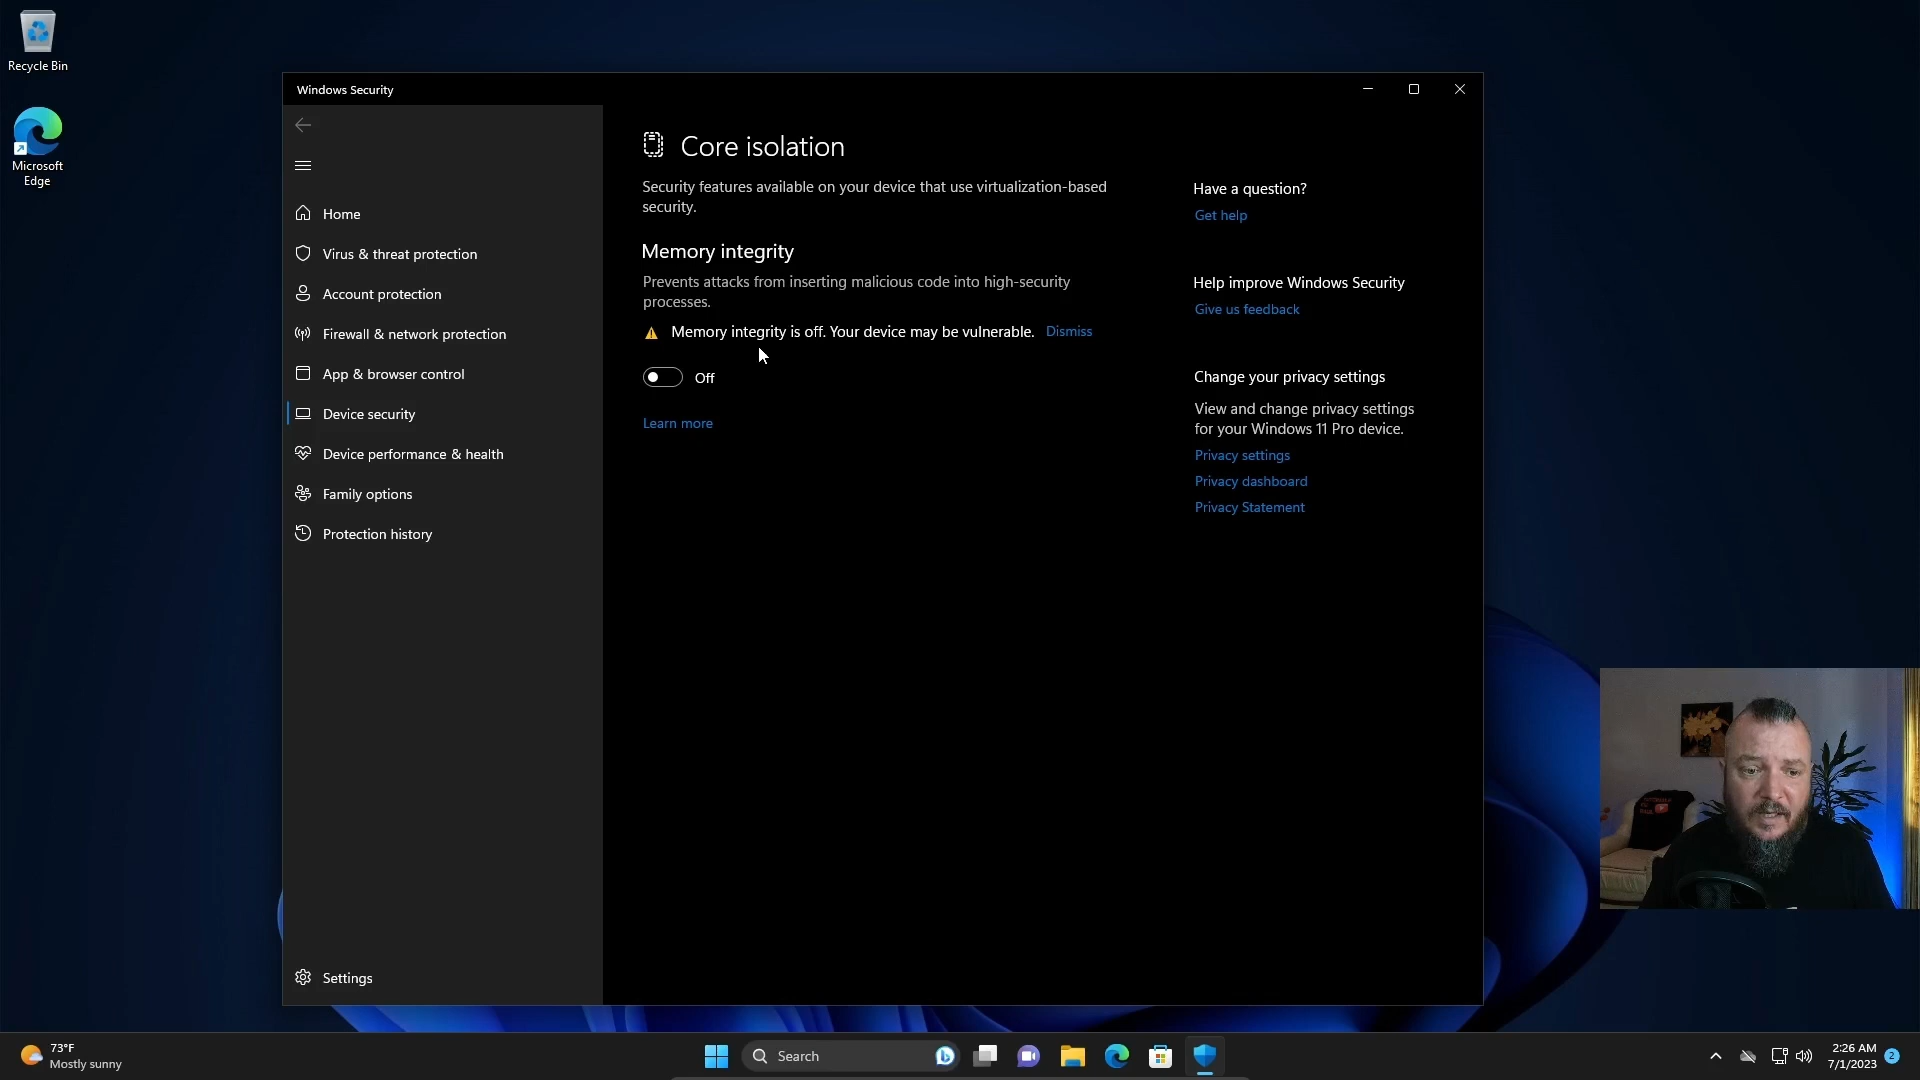 Recycle Bin
Microsoft
Edge
Windows Security
Home
Virus & threat protection
Account protection
Firewall & network protection
App & browser control
Device security
Device performance & health
Family options
Protection history
Settings
Core isolation
Security features available on your device that use virtualization-based
security.
Memory integrity
Prevents attacks from inserting malicious code into high-security
processes.
Memory integrity is off. Your device may be vulnerable. Dismiss
Off
Learn more
Have a question?
Get help
Help improve Windows Security
Give us feedback
Change your privacy settings
View and change privacy settings
for your Windows 11 Pro device.
Privacy settings
Privacy dashboard
Privacy Statement
73°F
Mostly sunny
Search
2:26 AM
7/1/2023
2